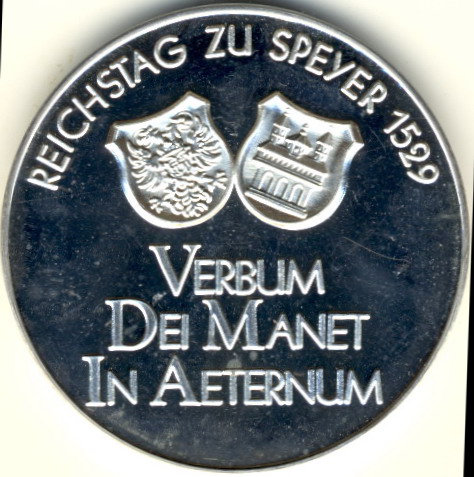 REICHSTAG ZU SPEYER 1529
VERBUM
DEI MANET
IN AETERNUM